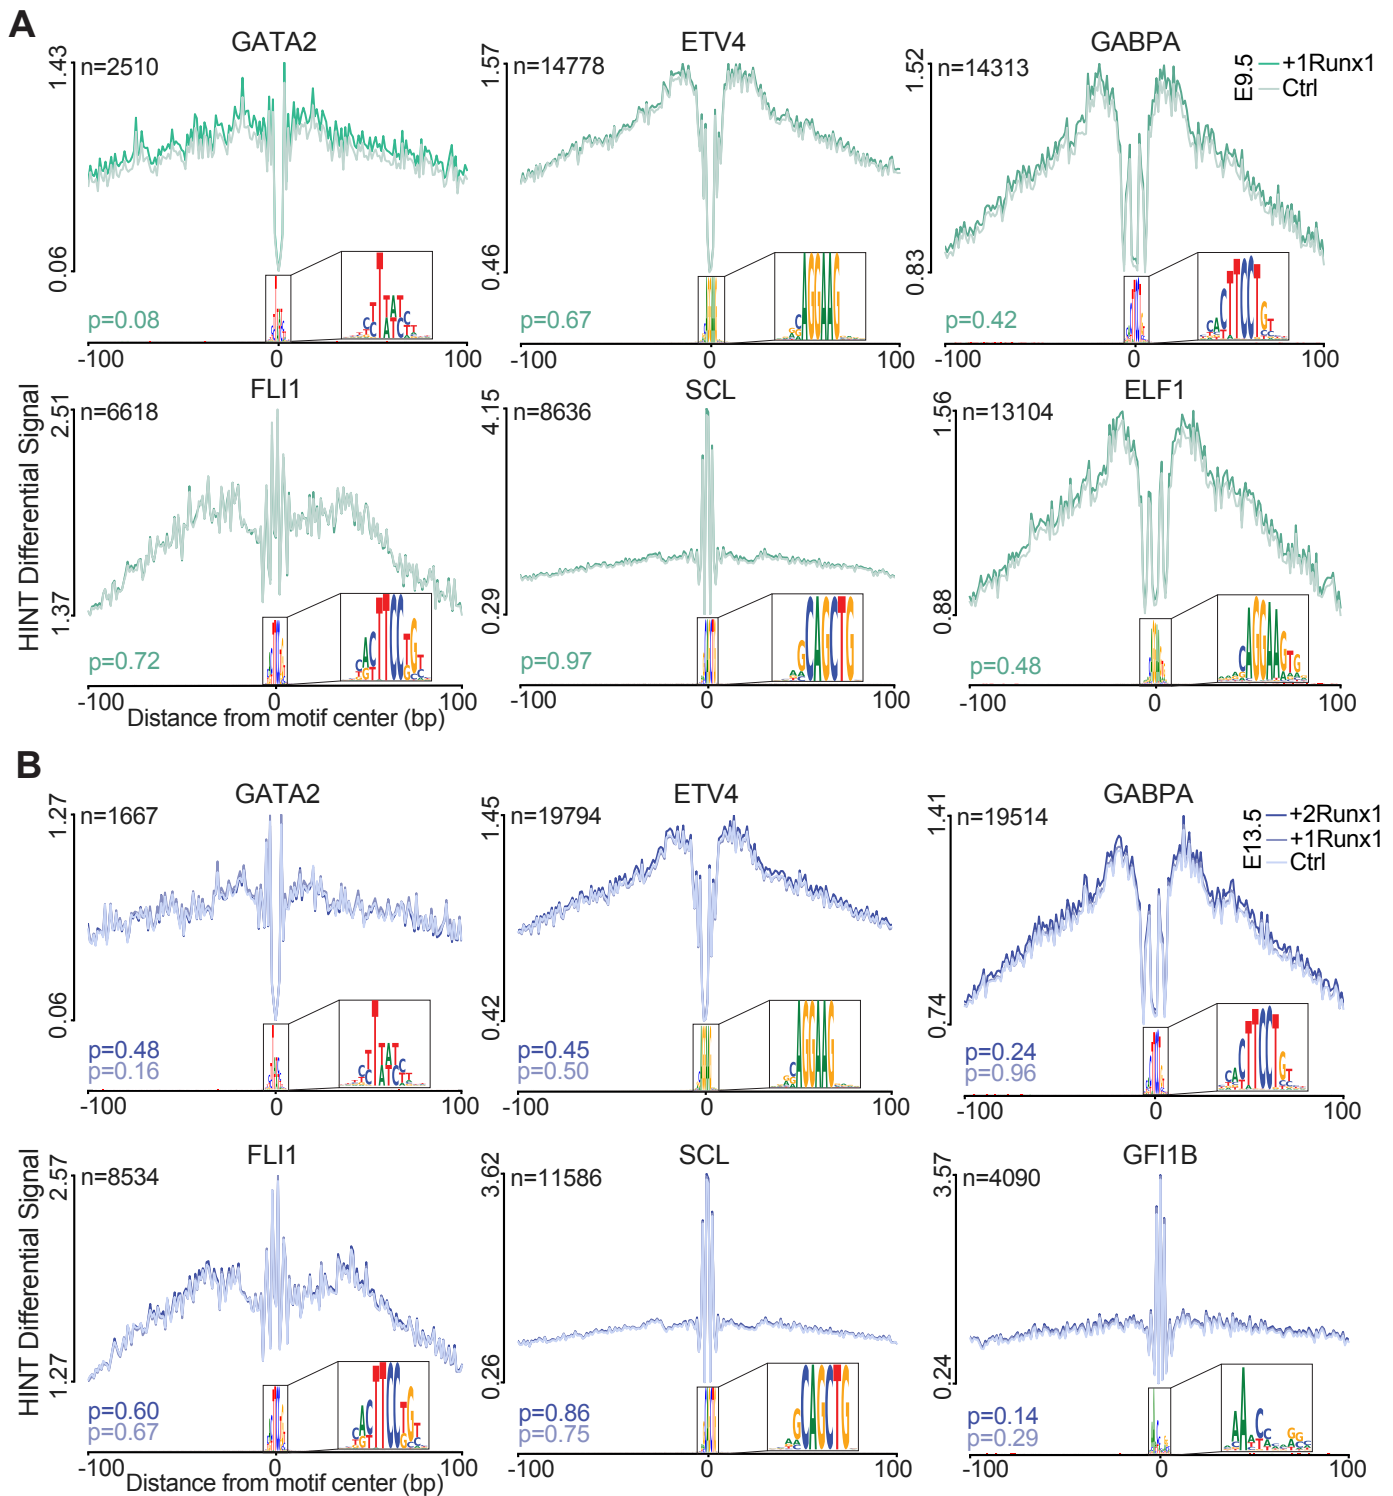 A
GATA2
1.43
0.06
n=2510
p=0.08
-100
0
100
ETV4
1.57
0.46
n=14778
p=0.67
-100
0
100
GABPA
1.52
0.83
n=14313
p=0.42
-100
0
100
E9.5
+1Runx1
Ctrl
HINT Differential Signal
FLI1
2.51
1.37
n=6618
p=0.72
-100
0
100
Distance from motif center (bp)
SCL
4.15
0.29
n=8636
p=0.97
CAGCTG
-100
0
100
ELF1
1.56
0.88
n=13104
p=0.48
-100
0
100
B
GATA2
1.27
0.06
n=1667
p=0.48
p=0.16
-100
0
100
ETV4
1.45
0.42
n=19794
p=0.45
p=0.50
-100
0
100
GABPA
1.41
0.74
n=19514
p=0.24
p=0.96
-100
0
100
E13.5
+2Runx1
+1Runx1
Ctrl
HINT Differential Signal
FLI1
2.57
1.27
n=8534
p=0.60
p=0.67
-100
0
100
Distance from motif center (bp)
SCL
3.62
0.26
n=11586
p=0.86
p=0.75
CAGCTG
-100
0
100
GFI1B
3.57
0.24
n=4090
p=0.14
p=0.29
-100
0
100